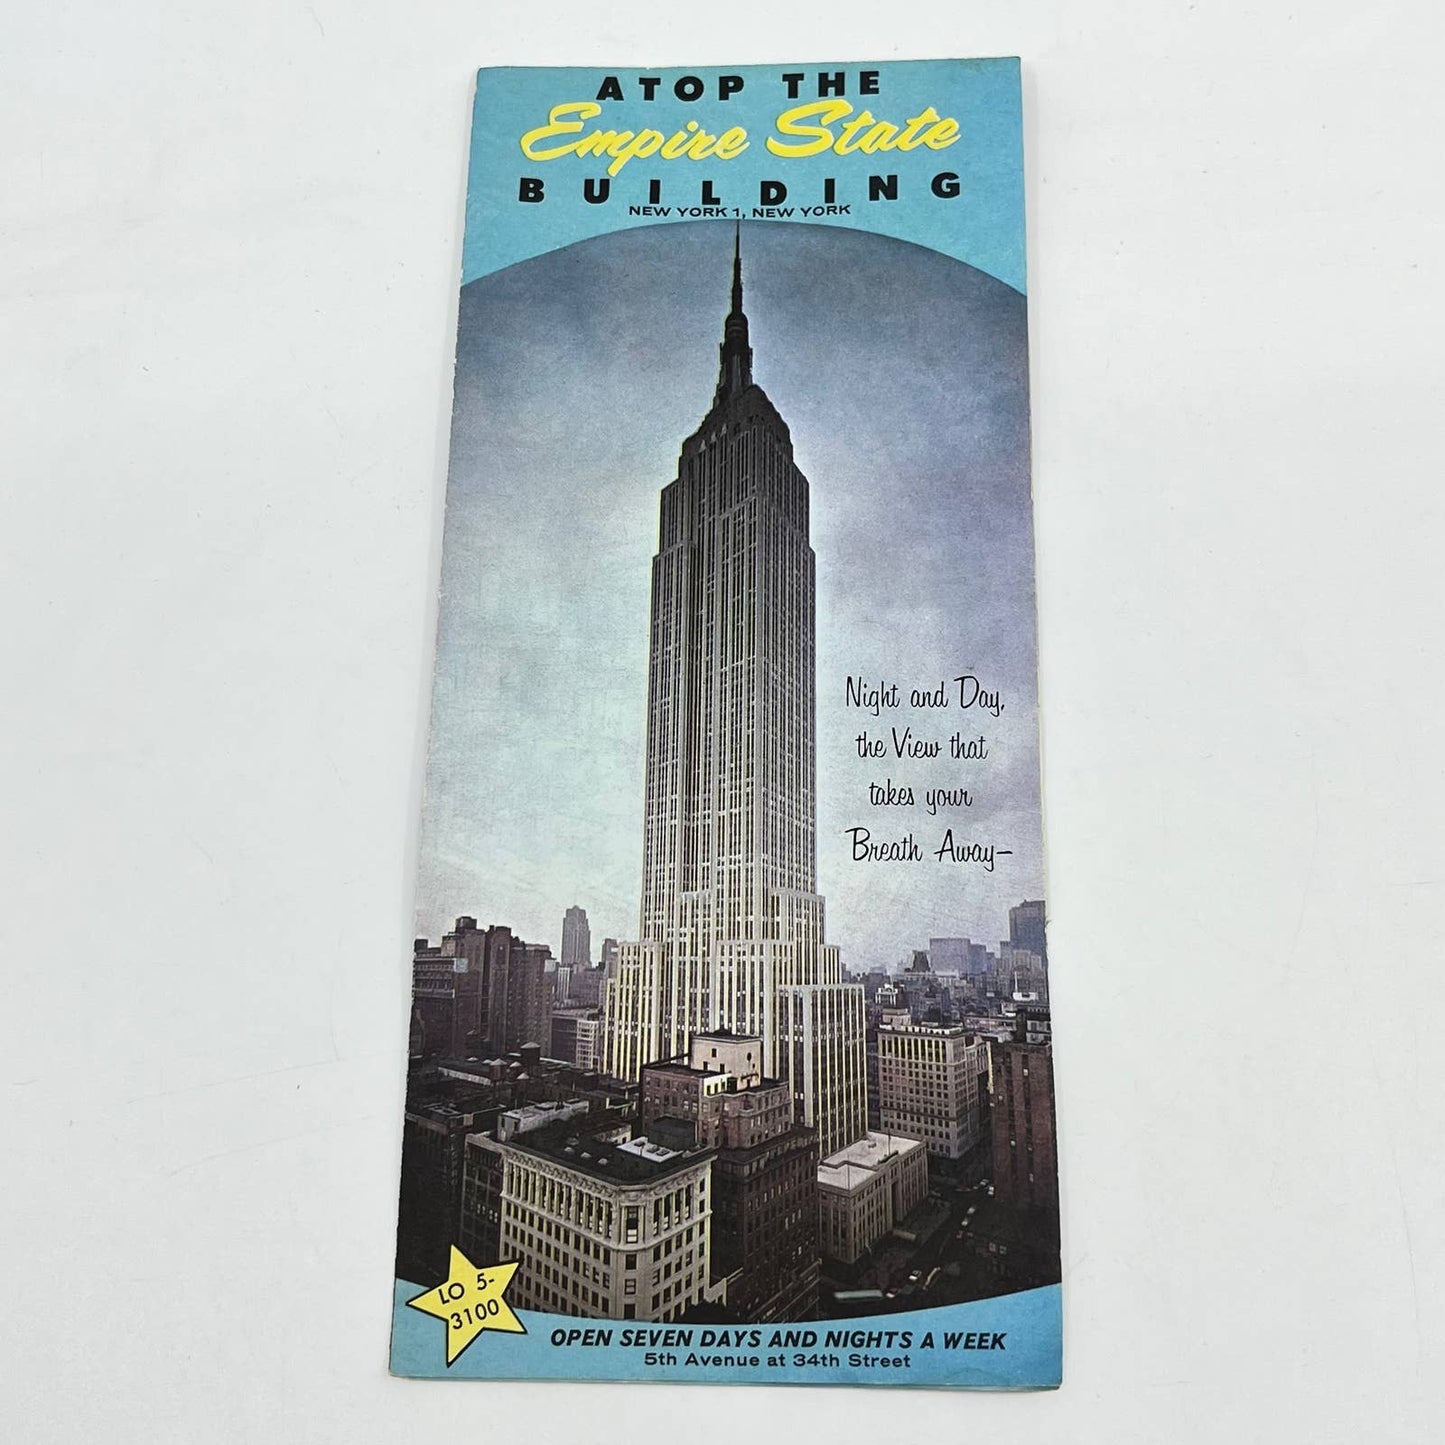 ATOP THE
Empire State
BUILDING
NEW YORK 1, NEW YORK
Night and Day,
the View that
takes your
Breath Away—
LO 5-
3100
OPEN SEVEN DAYS AND NIGHTS A WEEK
5th Avenue at 34th Street